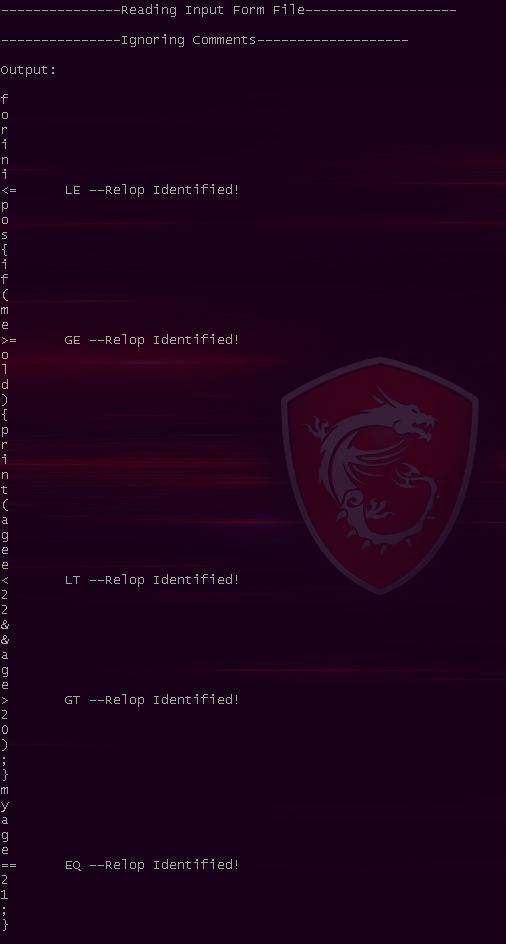 ---------------Reading Input Form File-------------------
---------------Ignoring Comments-------------------
Output:
f
o
r
i
n
i
<=      LE --Relop Identified!
p
o
s
{
i
f
(
m
e
>=      GE --Relop Identified!
o
l
d
)
{
p
r
i
n
t
(
a
g
e
e
<       LT --Relop Identified!
2
2
&
&
a
g
e
>       GT --Relop Identified!
2
0
)
;
}
m
y
a
g
e
==      EQ --Relop Identified!
2
1
;
}